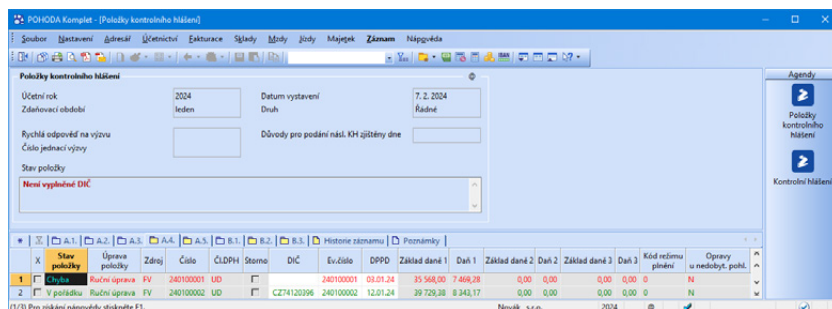 POHODA Komplet - [Položky kontrolního hlášení]
Soubor Nastavení Adresář Účetnictví Fakturace Sklady Mzdy Jízdy Majetek Záznam Nápověda
Položky kontrolního hlášení
Účetní rok 2024 Datum vystavení 7. 2. 2024
Zdaňovací období leden Druh Řádné
Rychlá odpověď na výzvu Důvody pro podání násl. KH zjištěny dne
Číslo jednací výzvy
Stav položky
Není vyplněné DIČ
Agendy
Položky
kontrolního
hlášení
Kontrolní hlášení
A.1. A.2. A.3. A.4. A.5. B.1. B.2. B.3. Historie záznamu Poznámky
X Stav položky Úprava položky Zdroj Číslo Čl.DPH Storno DIČ Ev.číslo DPPD Základ daně 1 Daň 1 Základ daně 2 Daň 2 Základ daně 3 Daň 3 Kód režimu plnění Opravy u nedobyt. pohl.
1 Chyba Ruční úprava FV 240100001 UD 240100001 03.01.24 35 568,00 7 469,28 0,00 0,00 0,00 0,00 0 N
2 V pořádku Ruční úprava FV 240100002 UD CZ74120396 240100002 12.01.24 39 729,38 8 343,17 0,00 0,00 0,00 0,00 0 N
(1/3) Pro získání nápovědy stiskněte F1. Novák s.r.o. 2024 @